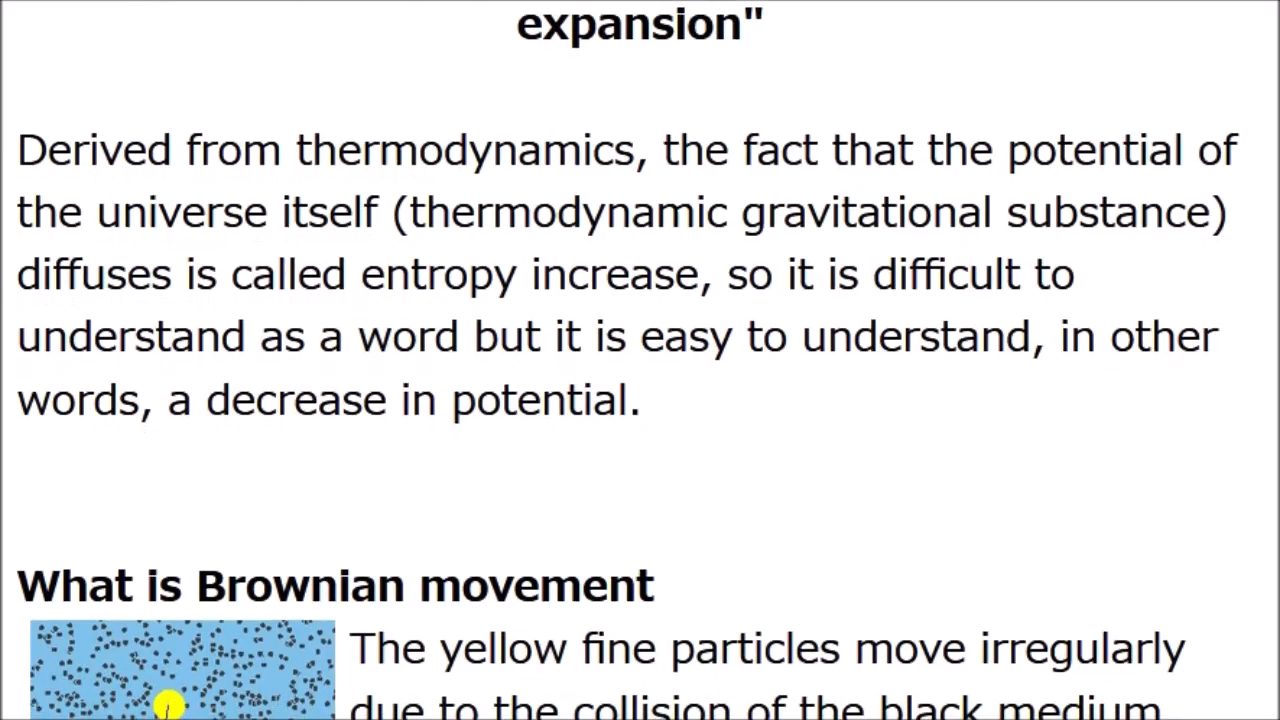 expansion"
Derived from thermodynamics, the fact that the potential of
the universe itself (thermodynamic gravitational substance)
diffuses is called entropy increase, so it is difficult to
understand as a word but it is easy to understand, in other
words, a decrease in potential.
What is Brownian movement
The yellow fine particles move irregularly
due to the collision of the black medium